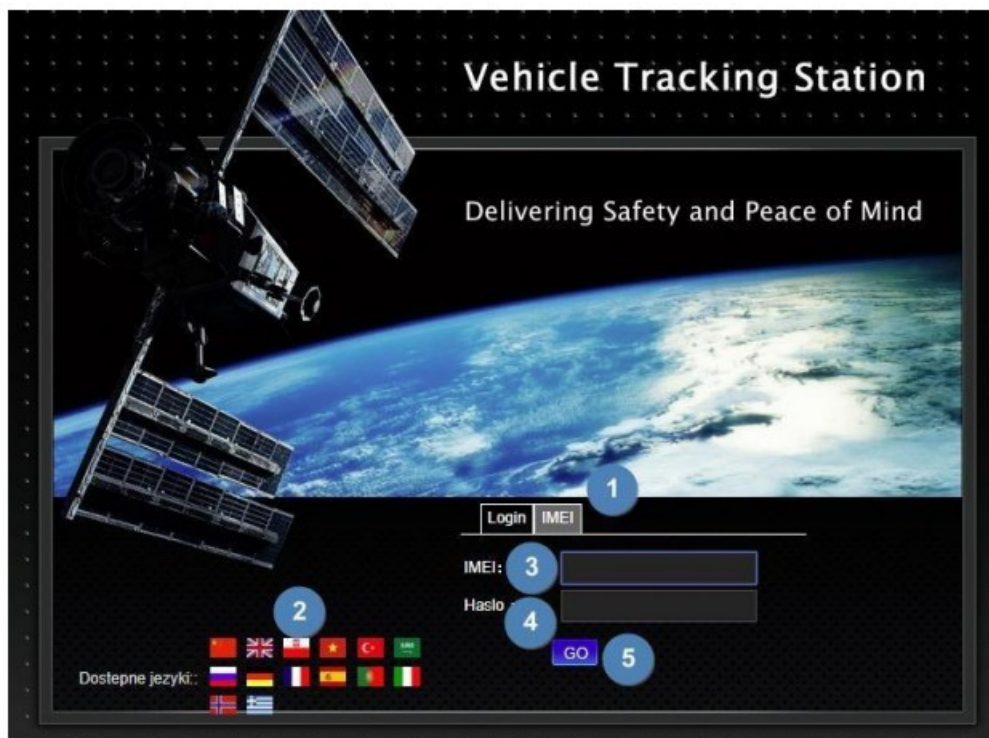 Vehicle Tracking Station
Delivering Safety and Peace of Mind
1
Login IMEI
IMEI: 3
Haslo :
4
2
GO 5
Dostepne jezyki::